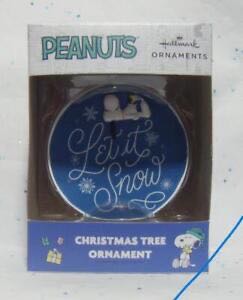 PEANUTS
Hallmark
ORNAMENTS
Let it
Snow
CHRISTMAS TREE
ORNAMENT